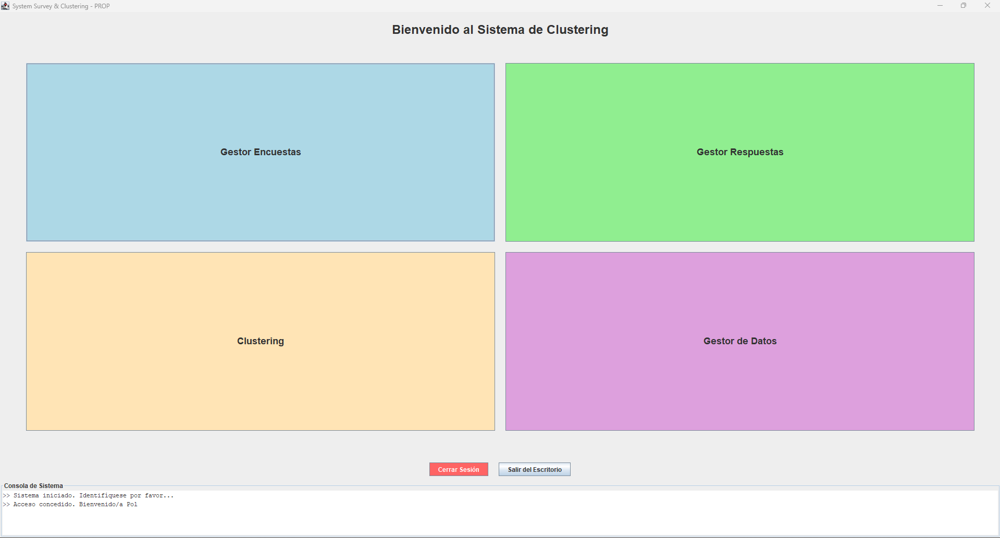 System Survey & Clustering - PROP
Bienvenido al Sistema de Clustering
Gestor Encuestas
Gestor Respuestas
Clustering
Gestor de Datos
Cerrar Sesión
Salir del Escritorio
Consola de Sistema
>> Sistema iniciado. Identifíquese por favor...
>> Acceso concedido. Bienvenido/a Pol